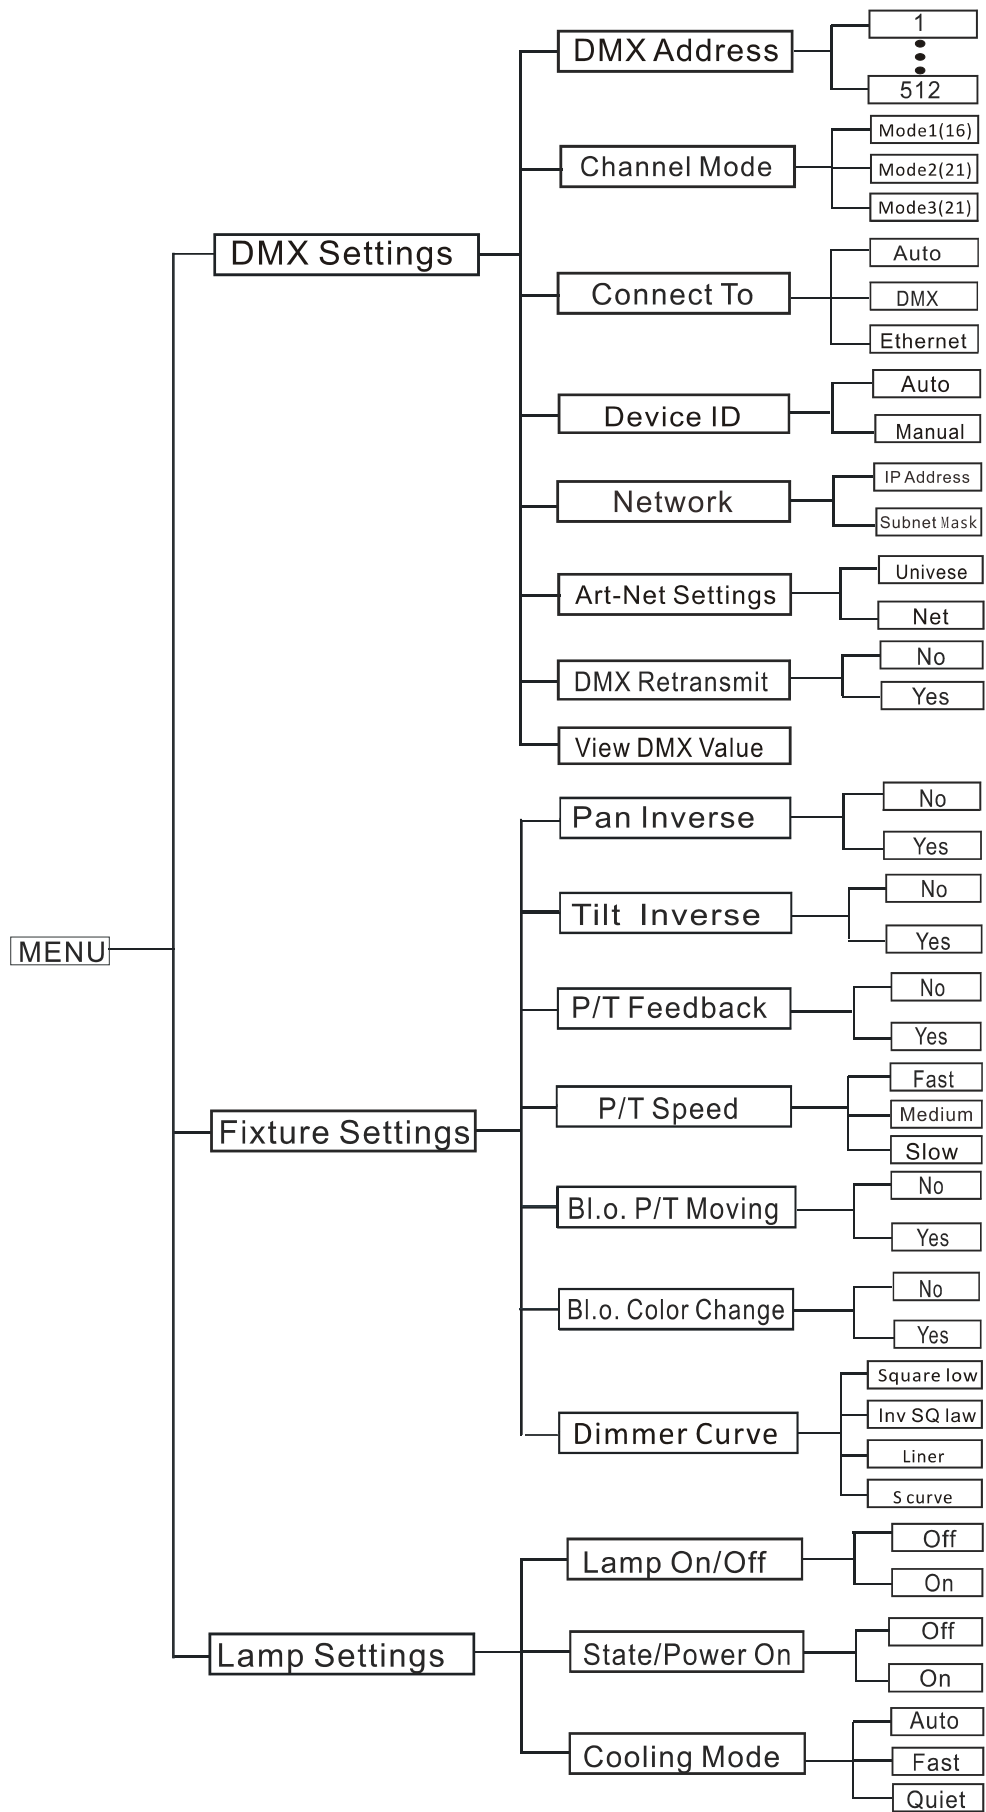 MENU
DMX Settings
DMX Address
1
512
Channel Mode
Mode1(16)
Mode2(21)
Mode3(21)
Connect To
Auto
DMX
Ethernet
Device ID
Auto
Manual
Network
IP Address
Subnet Mask
Art-Net Settings
Univese
Net
DMX Retransmit
No
Yes
View DMX Value
Fixture Settings
Pan Inverse
No
Yes
Tilt Inverse
No
Yes
P/T Feedback
No
Yes
P/T Speed
Fast
Medium
Slow
Bl.o. P/T Moving
No
Yes
Bl.o. Color Change
No
Yes
Dimmer Curve
Square low
Inv SQ law
Liner
S curve
Lamp Settings
Lamp On/Off
Off
On
State/Power On
Off
On
Cooling Mode
Auto
Fast
Quiet